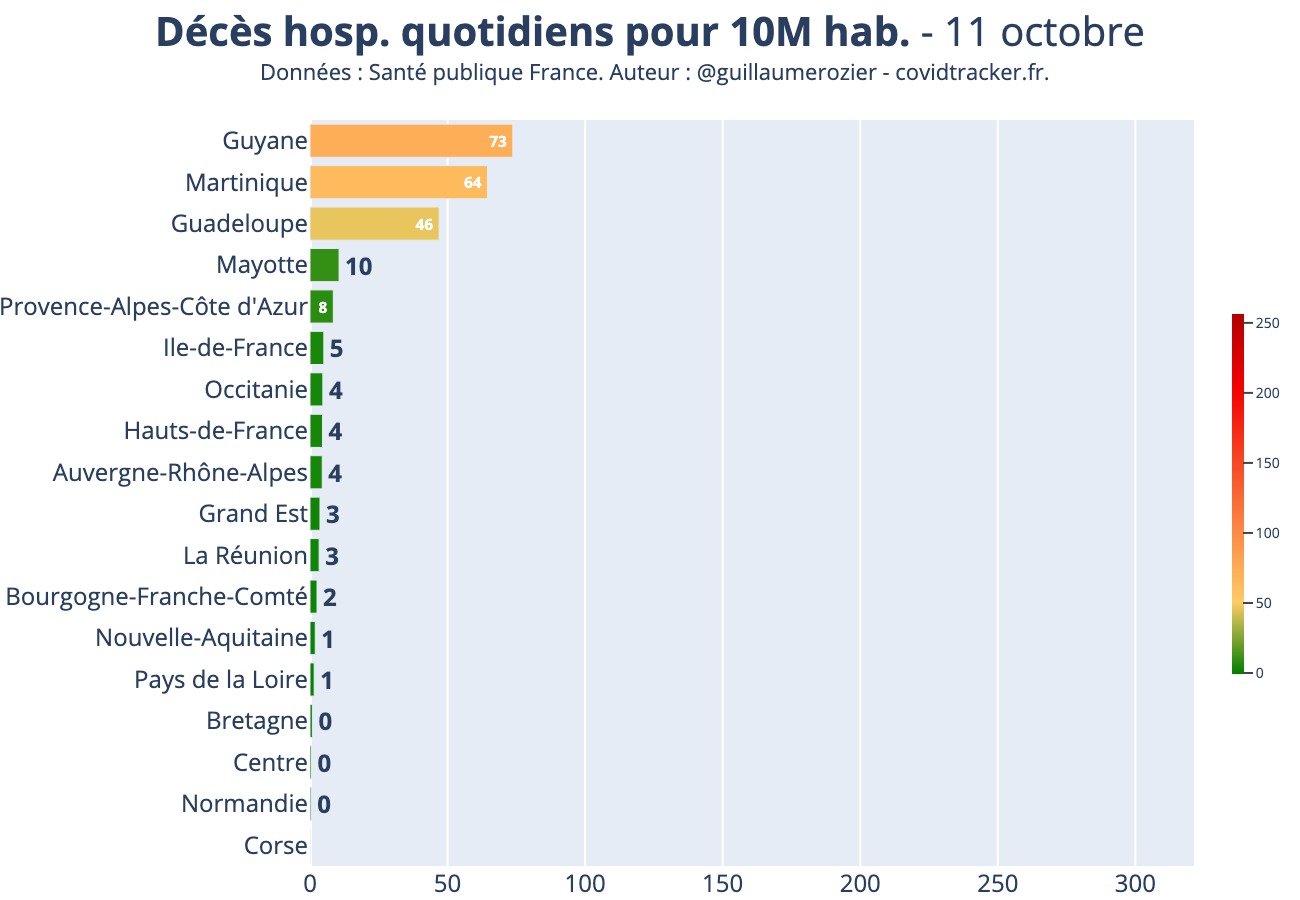 Décès hosp. quotidiens pour 10M hab. - 11 octobre
Données : Santé publique France. Auteur : @guillaumerozier - covidtracker.fr.
Guyane 73
Martinique 64
Guadeloupe 46
Mayotte 10
Provence-Alpes-Côte d'Azur 8
Ile-de-France 5
Occitanie 4
Hauts-de-France 4
Auvergne-Rhône-Alpes 4
Grand Est 3
La Réunion 3
Bourgogne-Franche-Comté 2
Nouvelle-Aquitaine 1
Pays de la Loire 1
Bretagne 0
Centre 0
Normandie 0
Corse
0 50 100 150 200 250 300
250
200
150
100
50
0